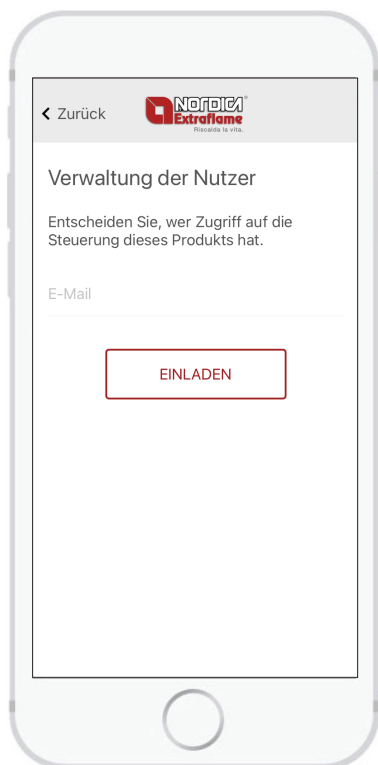 Zurück
NORDICA
Extraflame
Riscalda la vita.
Verwaltung der Nutzer
Entscheiden Sie, wer Zugriff auf die
Steuerung dieses Produkts hat.
E-Mail
EINLADEN